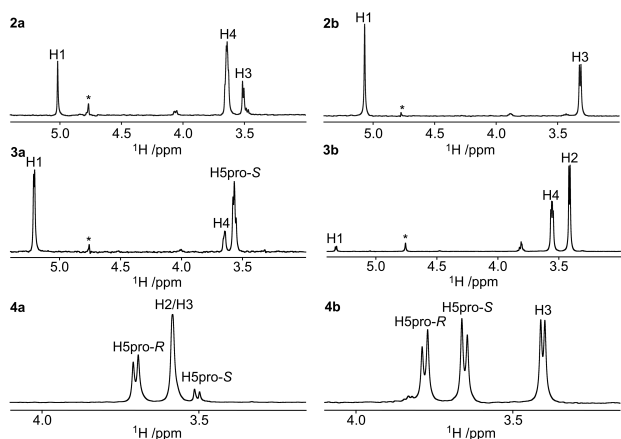 2a
H1
*
H4
H3
5.0 4.5 4.0 3.5
¹H /ppm
2b
H1
*
H3
5.0 4.5 4.0 3.5
¹H /ppm
3a
H1
*
H4
H5pro-S
5.0 4.5 4.0 3.5
¹H /ppm
3b
H1
*
H4
H2
5.0 4.5 4.0 3.5
¹H /ppm
4a
H5pro-R
H2/H3
H5pro-S
4.0 3.5
¹H /ppm
4b
H5pro-R
H5pro-S
H3
4.0 3.5
¹H /ppm